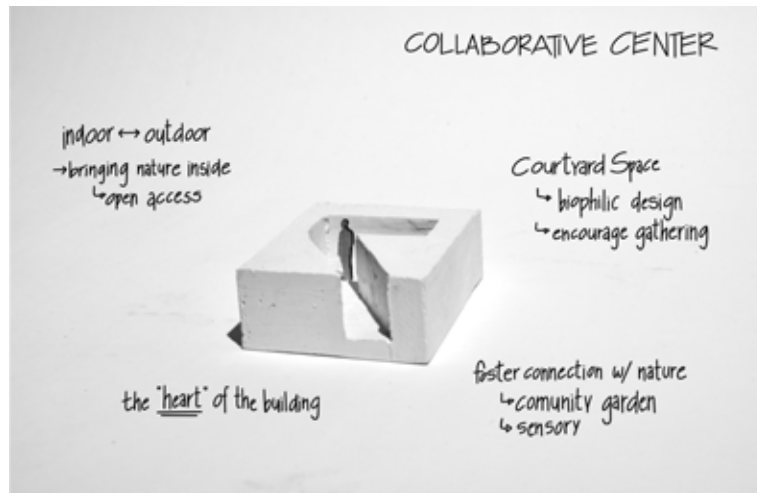 COLLABORATIVE CENTER
indoor ↔ outdoor
→bringing nature inside
↳open access
Courtyard Space
↳ biophilic design
↳ encourage gathering
the "heart" of the building
foster connection w/ nature
↳comunity garden
↳ sensory